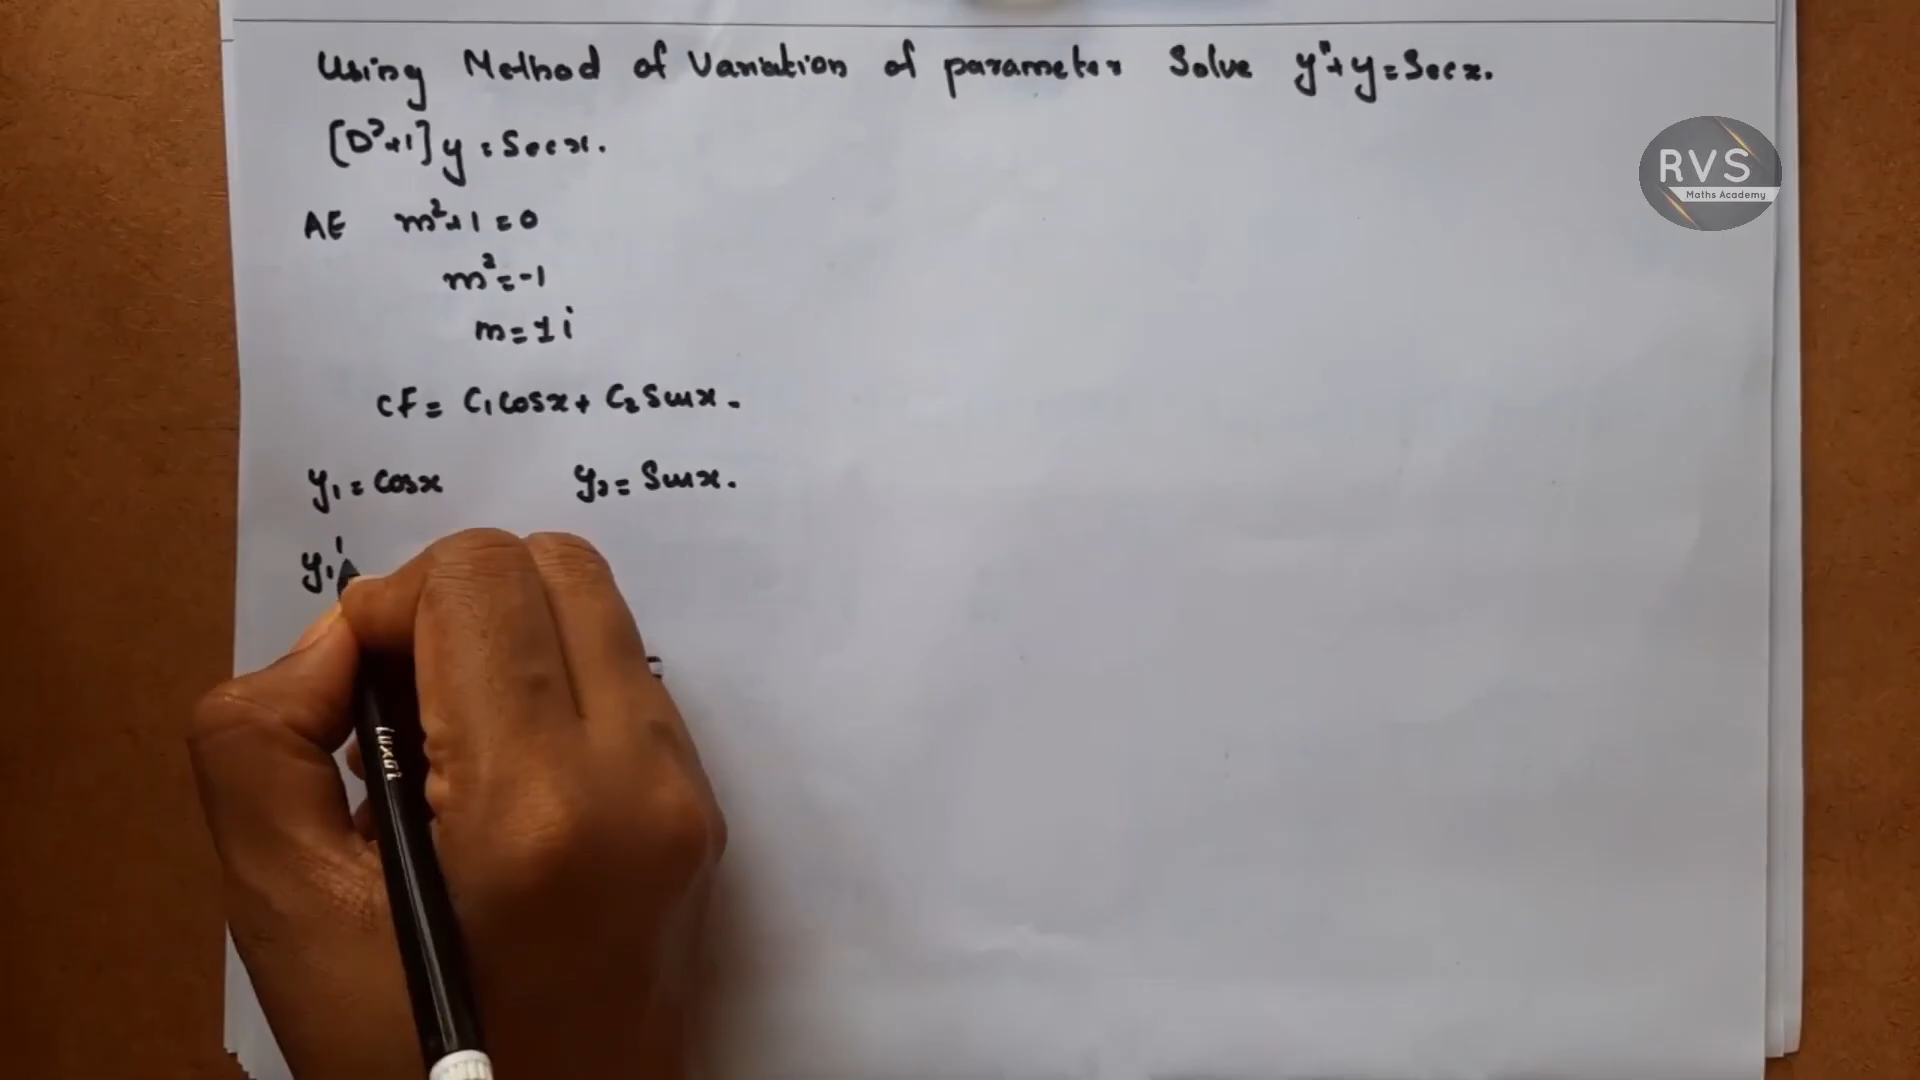 Using Method of Variation of parameter Solve y"+y=Secx.
[D²+1]y=Secx.
RVS
Maths Academy
AE m²+1=0
m²=-1
m=±i
CF= C₁Cosx+ C₂Sinx.
y₁=Cosx y₂=Sinx.
y₁'
LUXOR